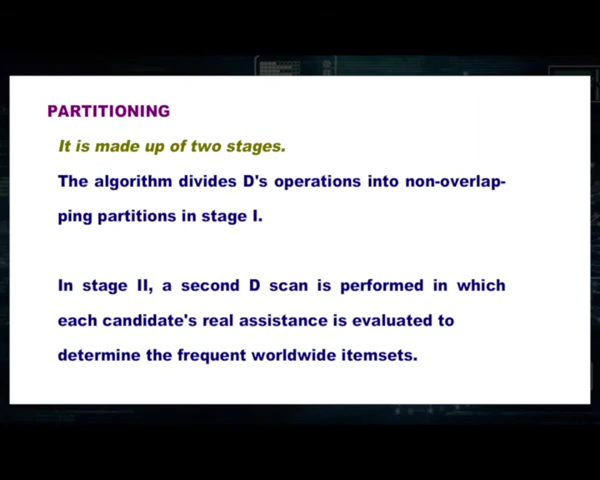 PARTITIONING
It is made up of two stages.
The algorithm divides D's operations into non-overlap-
ping partitions in stage I.
In stage II, a second D scan is performed in which
each candidate's real assistance is evaluated to
determine the frequent worldwide itemsets.